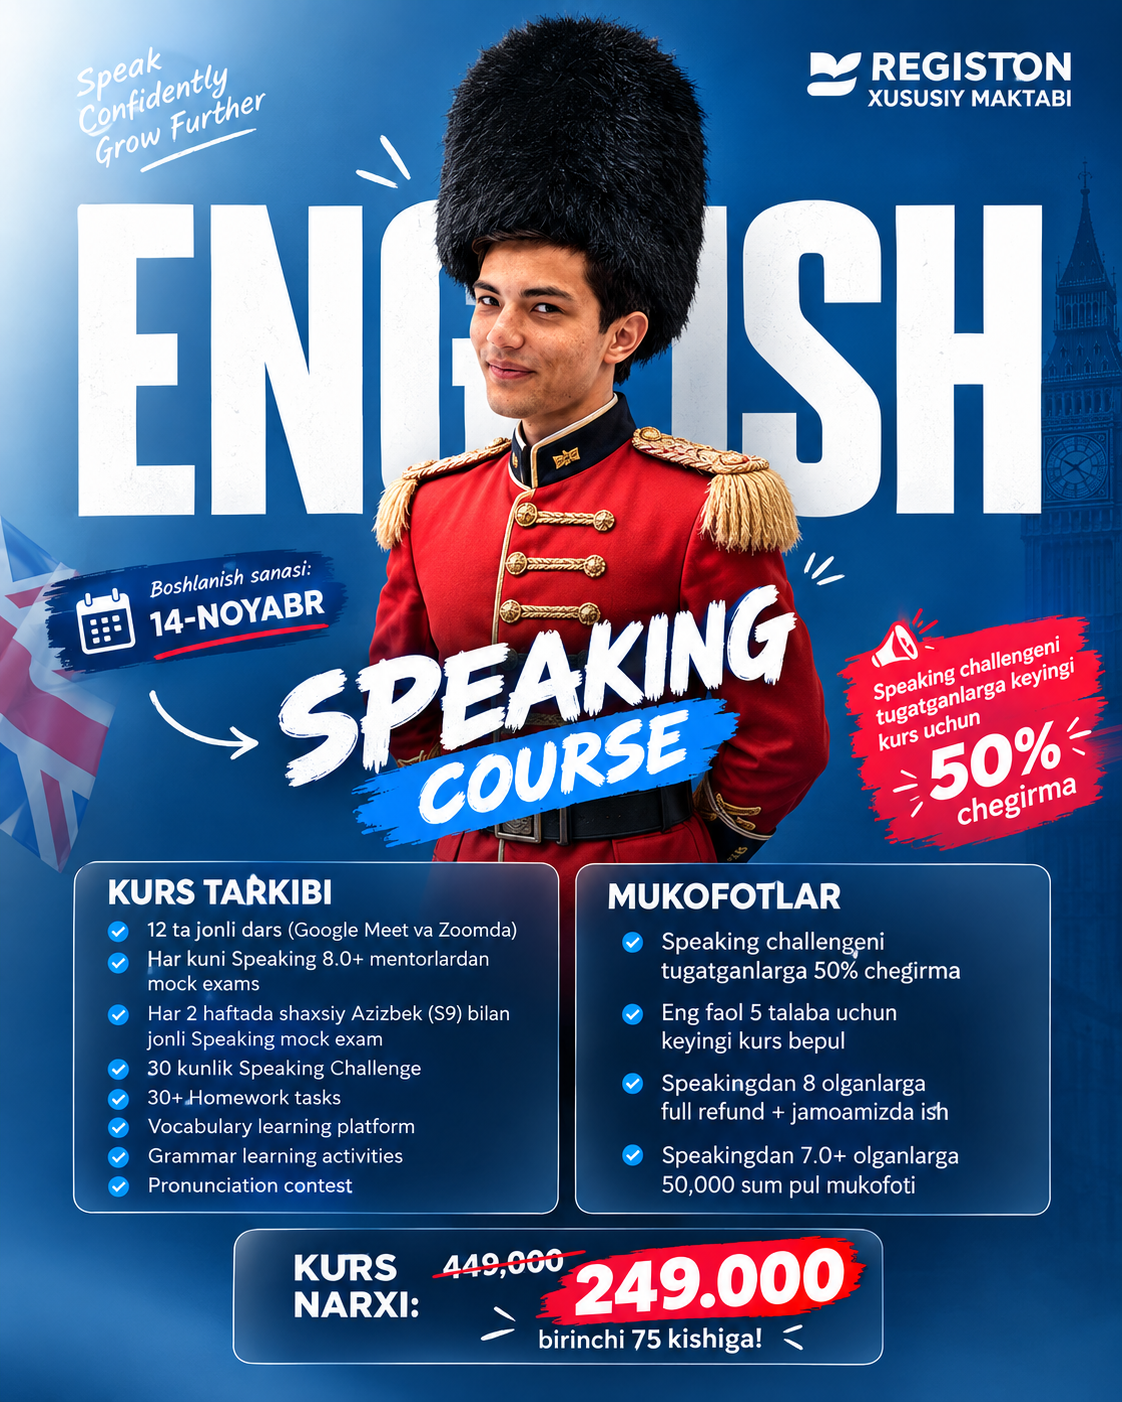 Speak
Confidently
Grow Further
REGISTON
XUSUSIY MAKTABI
ENGLISH
Boshlanish sanasi:
14-NOYABR
SPEAKING
COURSE
Speaking challengeni
tugatganlarga keyingi
kurs uchun
50%
chegirma
KURS TARKIBI
12 ta jonli dars (Google Meet va Zoomda)
Har kuni Speaking 8.0+ mentorlardan
mock exams
Har 2 haftada shaxsiy Azizbek (S9) bilan
jonli Speaking mock exam
30 kunlik Speaking Challenge
30+ Homework tasks
Vocabulary learning platform
Grammar learning activities
Pronunciation contest
MUKOFOTLAR
Speaking challengeni
tugatganlarga 50% chegirma
Eng faol 5 talaba uchun
keyingi kurs bepul
Speakingdan 8 olganlarga
full refund + jamoamizda ish
Speakingdan 7.0+ olganlarga
50,000 sum pul mukofoti
KURS
NARXI:
449,000
249.000
birinchi 75 kishiga!